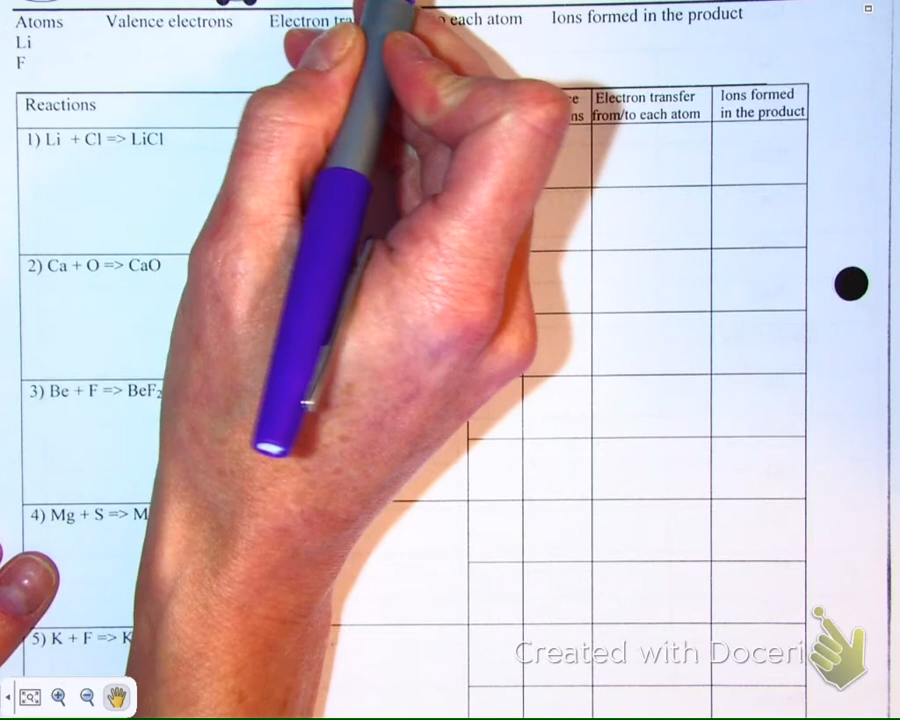 Atoms Valence electrons Electron each atom Ions formed in the product
Li
F
Reactions Electron transfer from/to each atom Ions formed in the product
1) Li + Cl => LiCl
2) Ca + O => CaO
3) Be + F => BeF₂
4) Mg + S =>
5) K + F =>
Created with Doceri